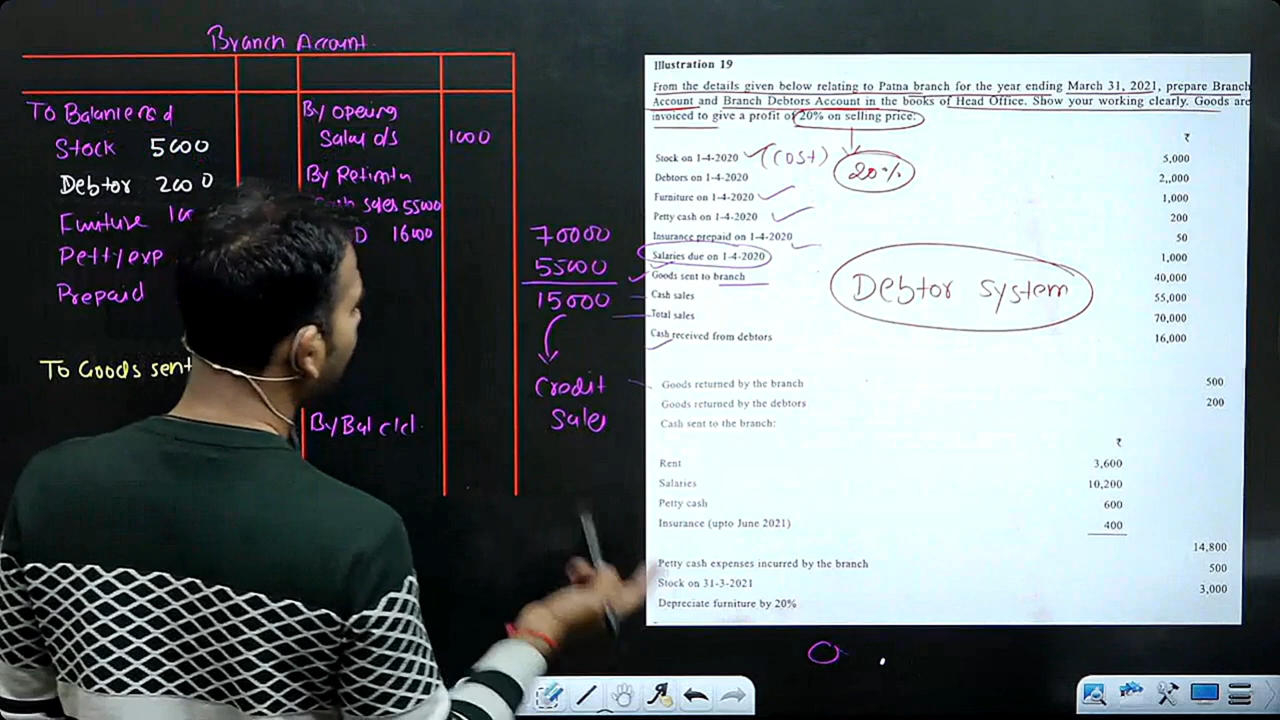 Branch Account
To Balance b d
Stock 5000
Debtor 2000
Funiture
Petty exp
Prepaid
To Goods sent
By opeing
Salary o/s 1000
By
sales 55000
D 16000
By Bal c/d.
70000
55000
15000
Credit
Sales
Illustration 19
From the details given below relating to Patna branch for the year ending March 31, 2021, prepare Branch
Account and Branch Debtors Account in the books of Head Office. Show your working clearly. Goods are
invoiced to give a profit of 20% on selling price:
₹
Stock on 1-4-2020 (COST) 20% 5,000
Debtors on 1-4-2020 2,,000
Furniture on 1-4-2020 1,000
Petty cash on 1-4-2020 200
Insurance prepaid on 1-4-2020 50
Salaries due on 1-4-2020 1,000
Goods sent to branch 40,000
Cash sales 55,000
Total sales 70,000
Cash received from debtors 16,000
Debtor system
Goods returned by the branch 500
Goods returned by the debtors 200
Cash sent to the branch:
₹
Rent 3,600
Salaries 10,200
Petty cash 600
Insurance (upto June 2021) 400
14,800
Petty cash expenses incurred by the branch 500
Stock on 31-3-2021 3,000
Depreciate furniture by 20%